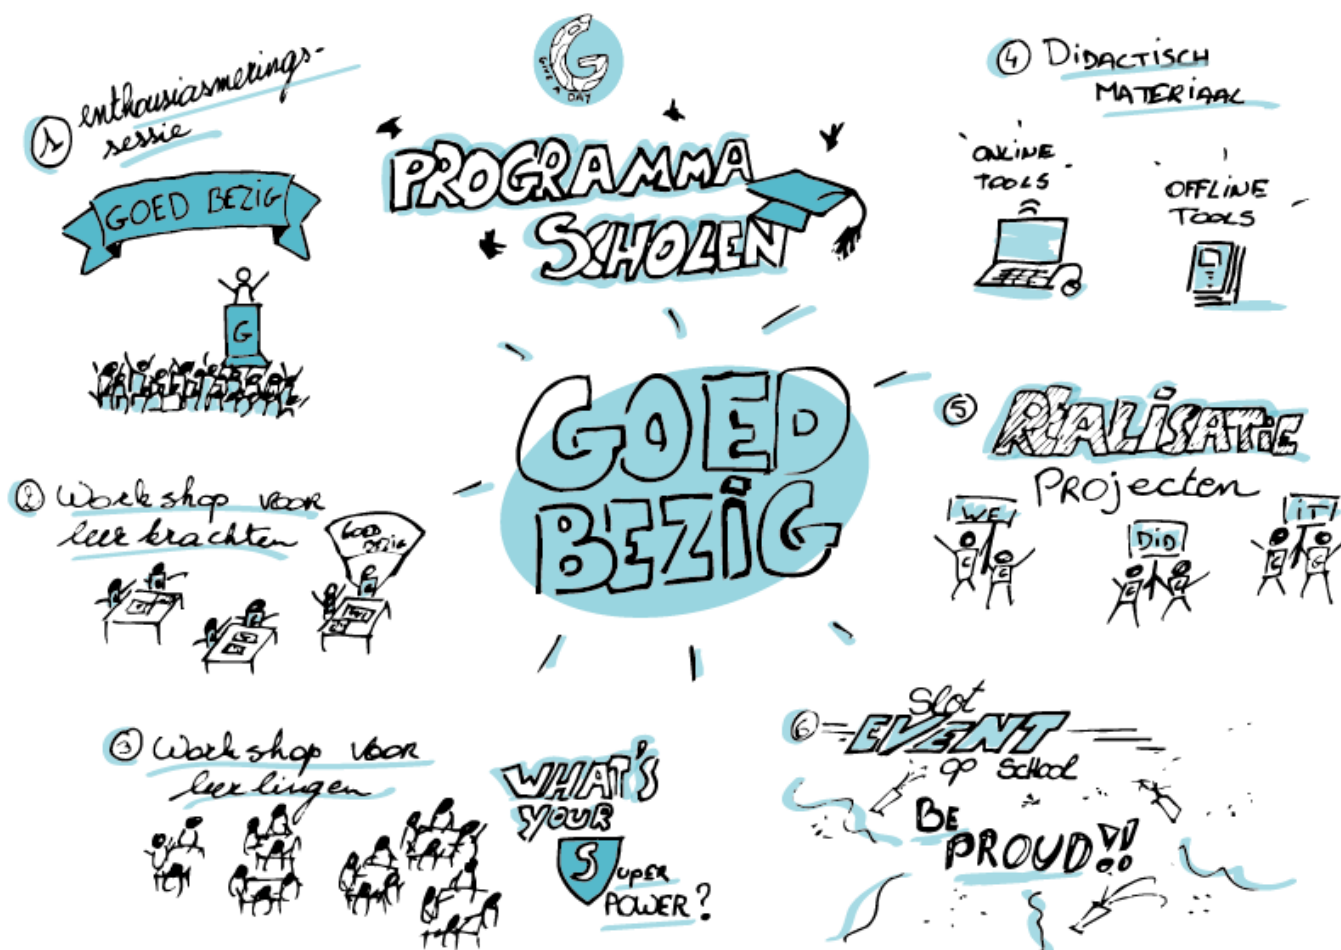 G
GIVE A DAY
PROGRAMMA
SCHOLEN
GOED
BEZIG
1 enthousiasmerings-
sessie
GOED BEZIG
G
2 Workshop voor
leerkrachten
GOED
BEZIG
3 Workshop voor
leerlingen
WHAT'S
YOUR
SUPER
POWER?
4 DIDACTISCH
MATERIAAL
ONLINE
TOOLS
OFFLINE
TOOLS
5 REALISATIE
PROJECTEN
WE
DID
IT
6 Slot
EVENT
op SCHOOL
BE
PROUD!!